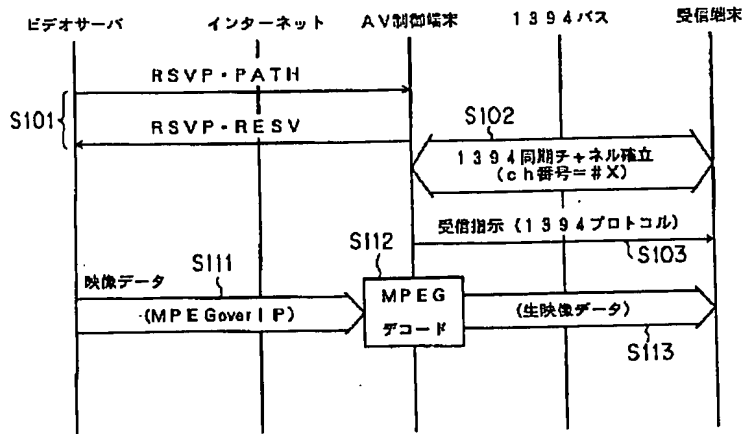 ビデオサーバ インターネット AV制御端末 1394バス 受信端末
RSVP・PATH
S101
RSVP・RESV
S102
1394同期チャネル確立
(ch番号=#X)
受信指示(1394プロトコル)
S103
S112
S111
映像データ
(MPEGoverIP)
MPEG
デコード
(生映像データ)
S113